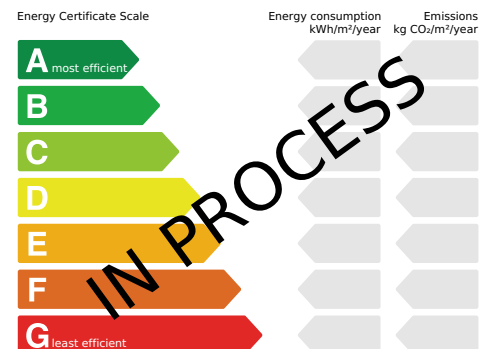 Energy Certificate Scale
Energy consumption
kWh/m²/year
Emissions
kg CO₂/m²/year
A most efficient
B
C
D
E
F
G least efficient
IN PROCESS